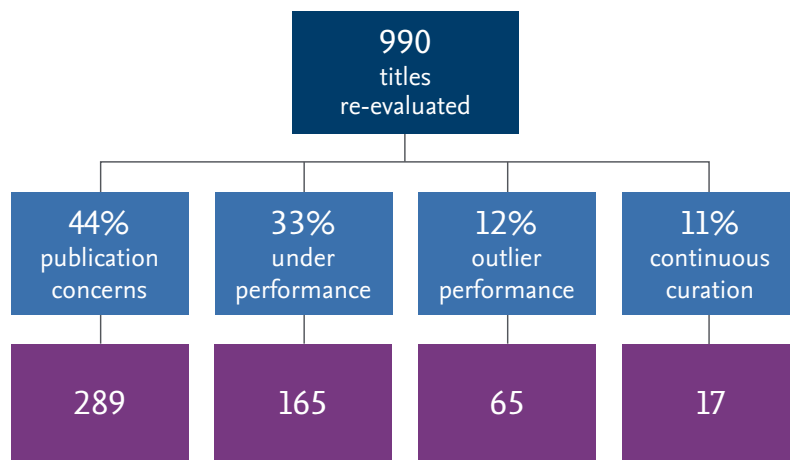 990
titles
re-evaluated
44%
publication
concerns
33%
under
performance
12%
outlier
performance
11%
continuous
curation
289
165
65
17